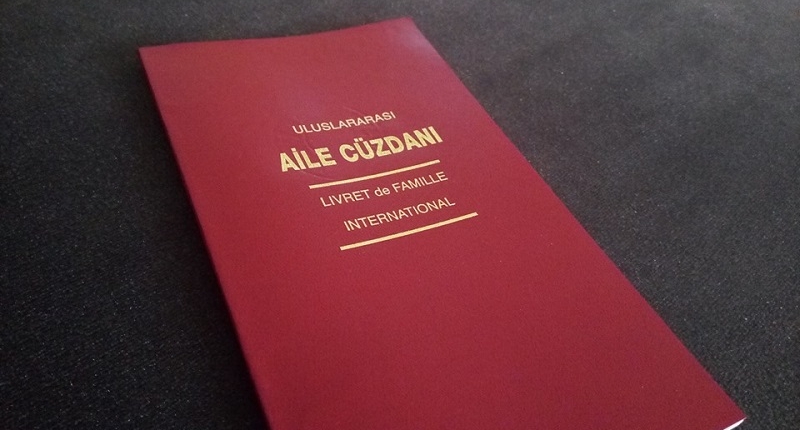 ULUSLARARASI
AİLE CÜZDANI
LIVRET de FAMILLE
INTERNATIONAL